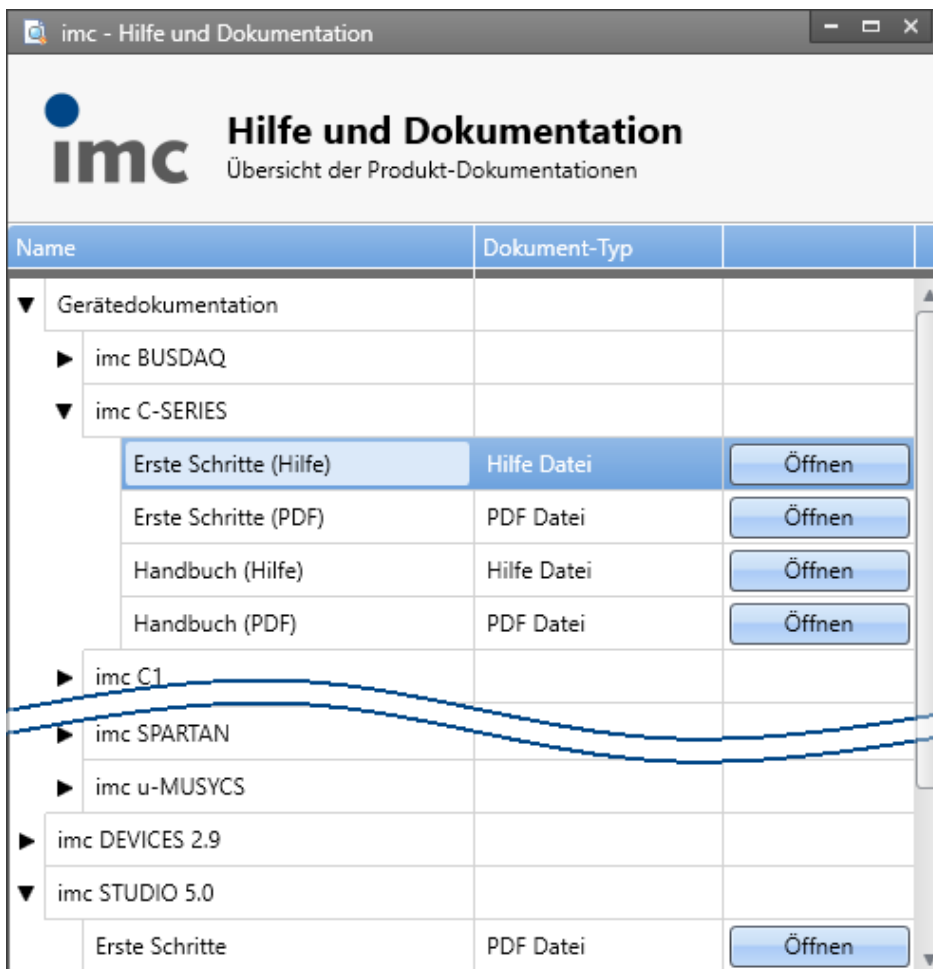 imc - Hilfe und Dokumentation
imc
Hilfe und Dokumentation
Übersicht der Produkt-Dokumentationen
Name Dokument-Typ
Gerätedokumentation
imc BUSDAQ
imc C-SERIES
Erste Schritte (Hilfe) Hilfe Datei Öffnen
Erste Schritte (PDF) PDF Datei Öffnen
Handbuch (Hilfe) Hilfe Datei Öffnen
Handbuch (PDF) PDF Datei Öffnen
imc C1
imc SPARTAN
imc u-MUSYCS
imc DEVICES 2.9
imc STUDIO 5.0
Erste Schritte PDF Datei Öffnen